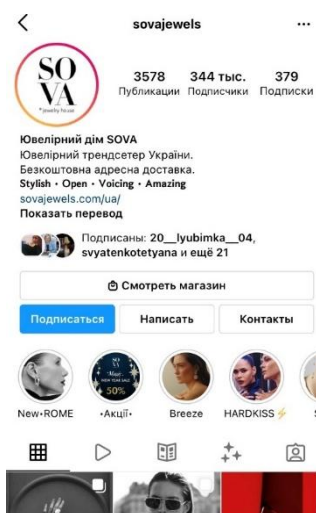 sovajewels
SO
VA
jewelry house
3578 344 тыс. 379
Публикации Подписчики Подписки
Ювелірний дім SOVA
Ювелірний трендсетер України.
Безкоштовна адресна доставка.
Stylish • Open • Voicing • Amazing
sovajewels.com/ua/
Показать перевод
Подписаны: 20__lyubimka__04,
svyatenkotetyana и ещё 21
Смотреть магазин
Подписаться Написать Контакты
SO
VA
NEW YEAR SALE
50%
New•ROME •Акції• Breeze HARDKISS⚡